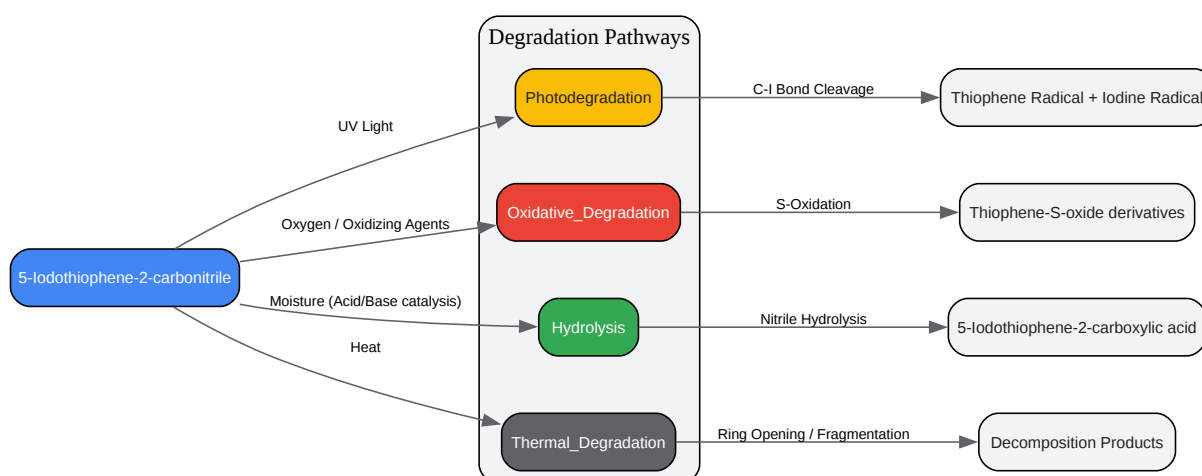 Degradation Pathways
Photodegradation
C-I Bond Cleavage
Thiophene Radical + Iodine Radical
UV Light
Oxidative_Degradation
S-Oxidation
Thiophene-S-oxide derivatives
Oxygen / Oxidizing Agents
5-Iodothiophene-2-carbonitrile
Moisture (Acid/Base catalysis)
Hydrolysis
Nitrile Hydrolysis
5-Iodothiophene-2-carboxylic acid
Heat
Thermal_Degradation
Ring Opening / Fragmentation
Decomposition Products